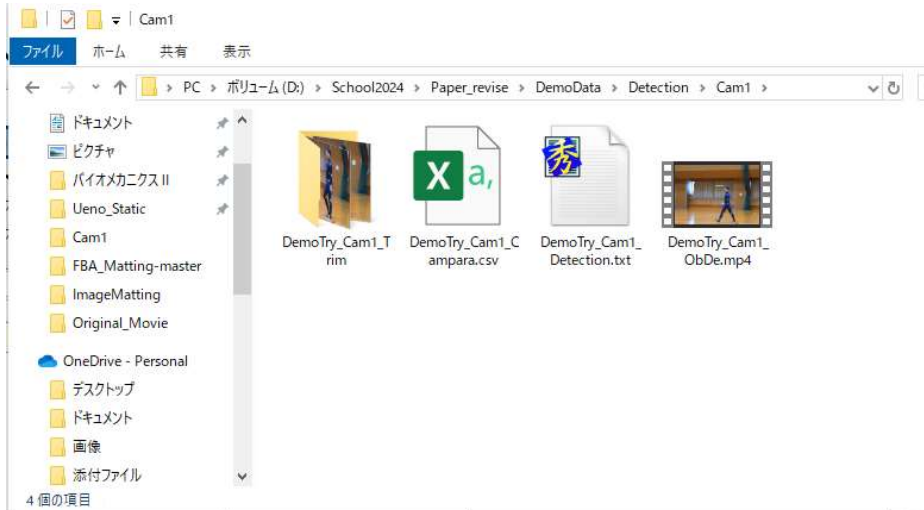 Cam1
ファイル ホーム 共有 表示
PC > ボリューム (D:) > School2024 > Paper_revise > DemoData > Detection > Cam1 >
ドキュメント
ピクチャ
バイオメカニクスⅡ
Ueno_Static
Cam1
FBA_Matting-master
ImageMatting
Original_Movie
OneDrive - Personal
デスクトップ
ドキュメント
画像
添付ファイル
X a,
秀
DemoTry_Cam1_T
rim
DemoTry_Cam1_C
ampara.csv
DemoTry_Cam1_
Detection.txt
DemoTry_Cam1_
ObDe.mp4
4 個の項目